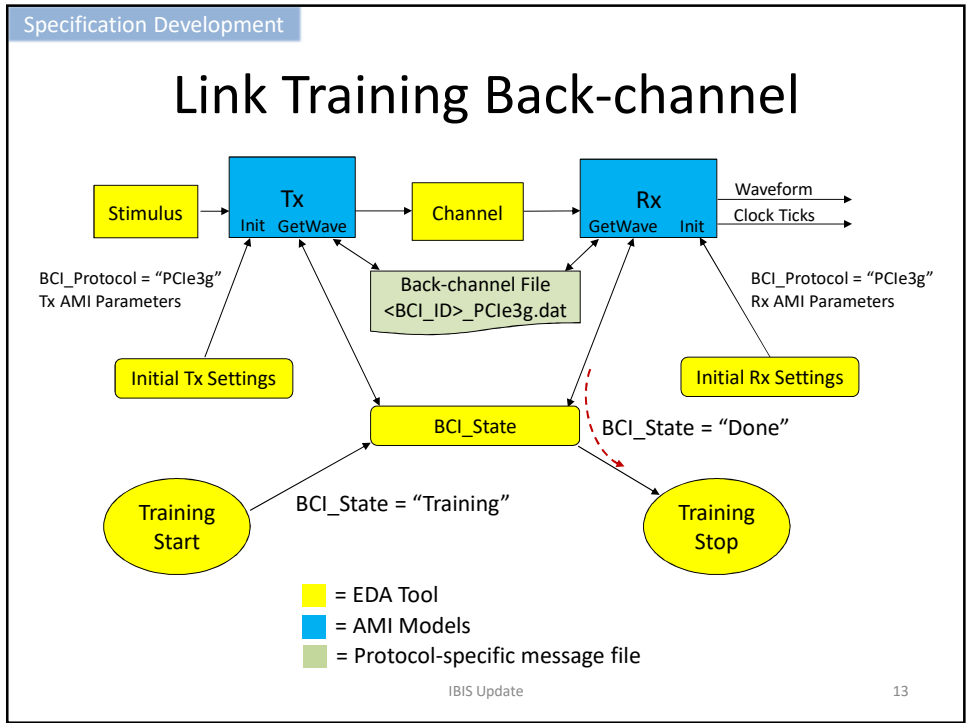 Specification Development
Link Training Back-channel
Stimulus
Tx
Init GetWave
Channel
Rx
GetWave Init
Waveform
Clock Ticks
BCI_Protocol = “PCIe3g”
Tx AMI Parameters
Back-channel File
<BCI_ID>_PCIe3g.dat
BCI_Protocol = “PCIe3g”
Rx AMI Parameters
Initial Tx Settings
Initial Rx Settings
BCI_State
BCI_State = “Done”
BCI_State = “Training”
Training
Start
Training
Stop
= EDA Tool
= AMI Models
= Protocol-specific message file
IBIS Update
13